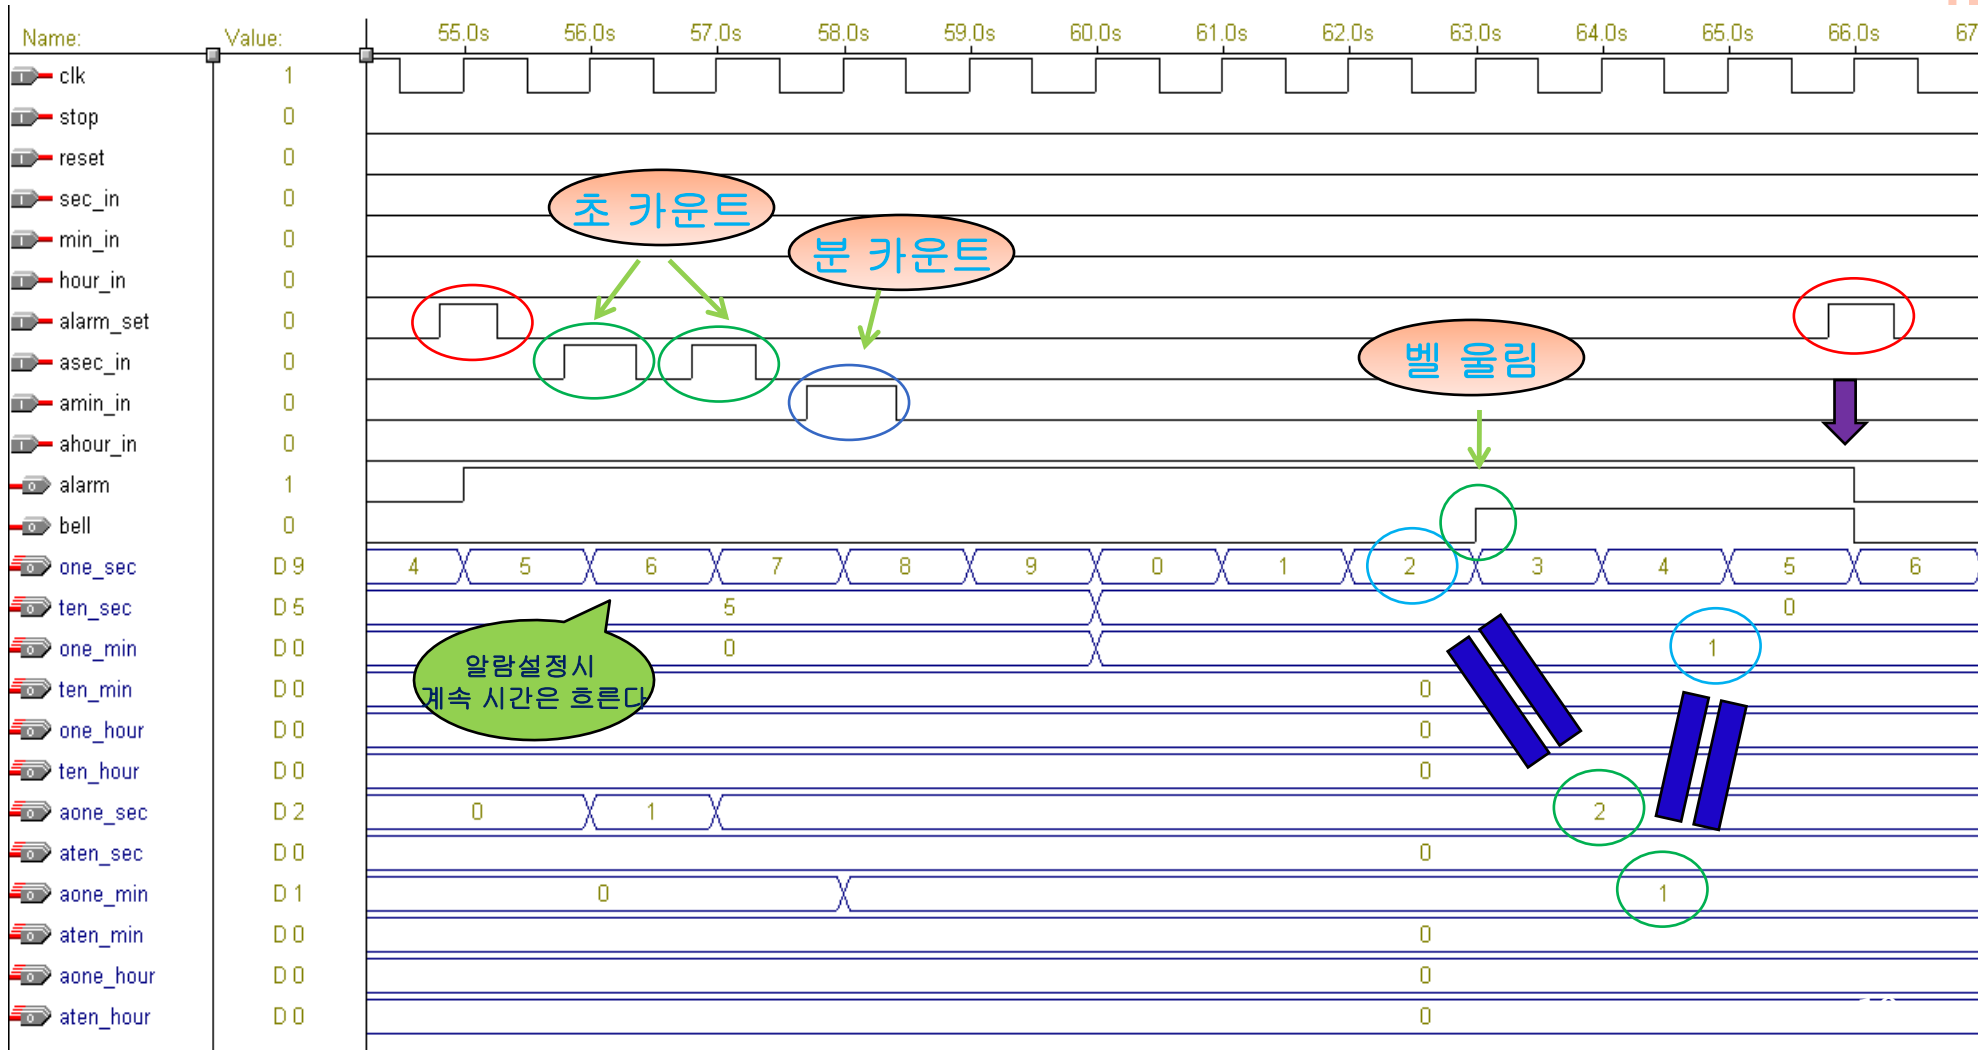 Name: Value: 55.0s 56.0s 57.0s 58.0s 59.0s 60.0s 61.0s 62.0s 63.0s 64.0s 65.0s 66.0s 67
clk 1
stop 0
reset 0
sec_in 0
초 카운트
min_in 0
분 카운트
hour_in 0
alarm_set 0
asec_in 0
벨 울림
amin_in 0
ahour_in 0
alarm 1
bell 0
one_sec D 9 4 5 6 7 8 9 0 1 2 3 4 5 6
ten_sec D 5 5 0
one_min D 0 0 1
알람설정시
계속 시간은 흐른다
ten_min D 0 0
one_hour D 0 0
ten_hour D 0 0
aone_sec D 2 0 1 2
aten_sec D 0 0
aone_min D 1 0 1
aten_min D 0 0
aone_hour D 0 0
aten_hour D 0 0